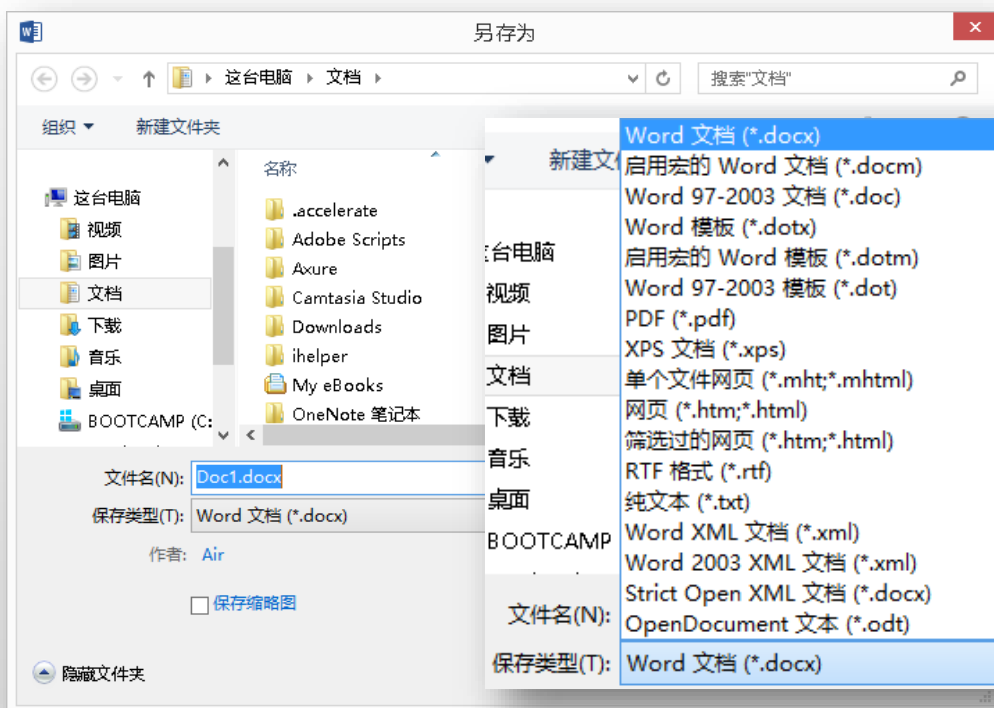 另存为
这台电脑 文档
搜索"文档"
组织 新建文件夹
名称
这台电脑
视频
图片
文档
下载
音乐
桌面
BOOTCAMP (C:
.accelerate
Adobe Scripts
Axure
Camtasia Studio
Downloads
ihelper
My eBooks
OneNote 笔记本
文件名(N): Doc1.docx
保存类型(T): Word 文档 (*.docx)
作者: Air
保存缩略图
隐藏文件夹
新建文
台电脑
视频
图片
文档
下载
音乐
桌面
BOOTCAMP
Word 文档 (*.docx)
启用宏的 Word 文档 (*.docm)
Word 97-2003 文档 (*.doc)
Word 模板 (*.dotx)
启用宏的 Word 模板 (*.dotm)
Word 97-2003 模板 (*.dot)
PDF (*.pdf)
XPS 文档 (*.xps)
单个文件网页 (*.mht;*.mhtml)
网页 (*.htm;*.html)
筛选过的网页 (*.htm;*.html)
RTF 格式 (*.rtf)
纯文本 (*.txt)
Word XML 文档 (*.xml)
Word 2003 XML 文档 (*.xml)
Strict Open XML 文档 (*.docx)
OpenDocument 文本 (*.odt)
文件名(N):
保存类型(T): Word 文档 (*.docx)